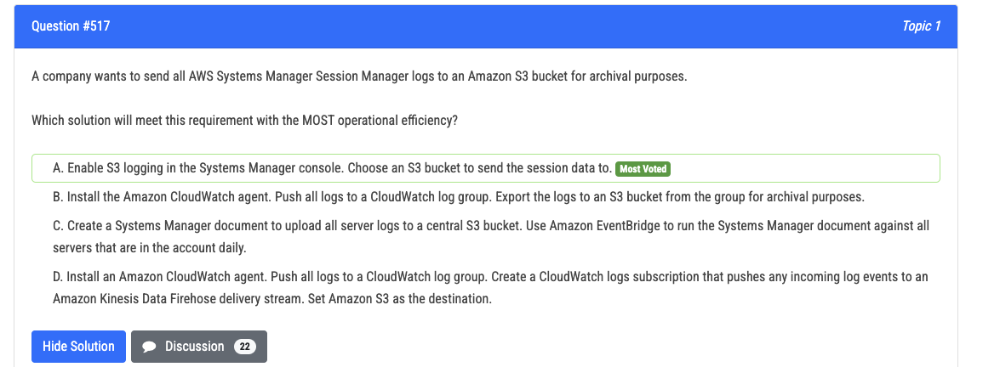 Question #517
Topic 1
A company wants to send all AWS Systems Manager Session Manager logs to an Amazon S3 bucket for archival purposes.
Which solution will meet this requirement with the MOST operational efficiency?
A. Enable S3 logging in the Systems Manager console. Choose an S3 bucket to send the session data to. Most Voted
B. Install the Amazon CloudWatch agent. Push all logs to a CloudWatch log group. Export the logs to an S3 bucket from the group for archival purposes.
C. Create a Systems Manager document to upload all server logs to a central S3 bucket. Use Amazon EventBridge to run the Systems Manager document against all
servers that are in the account daily.
D. Install an Amazon CloudWatch agent. Push all logs to a CloudWatch log group. Create a CloudWatch logs subscription that pushes any incoming log events to an
Amazon Kinesis Data Firehose delivery stream. Set Amazon S3 as the destination.
Hide Solution
Discussion 22